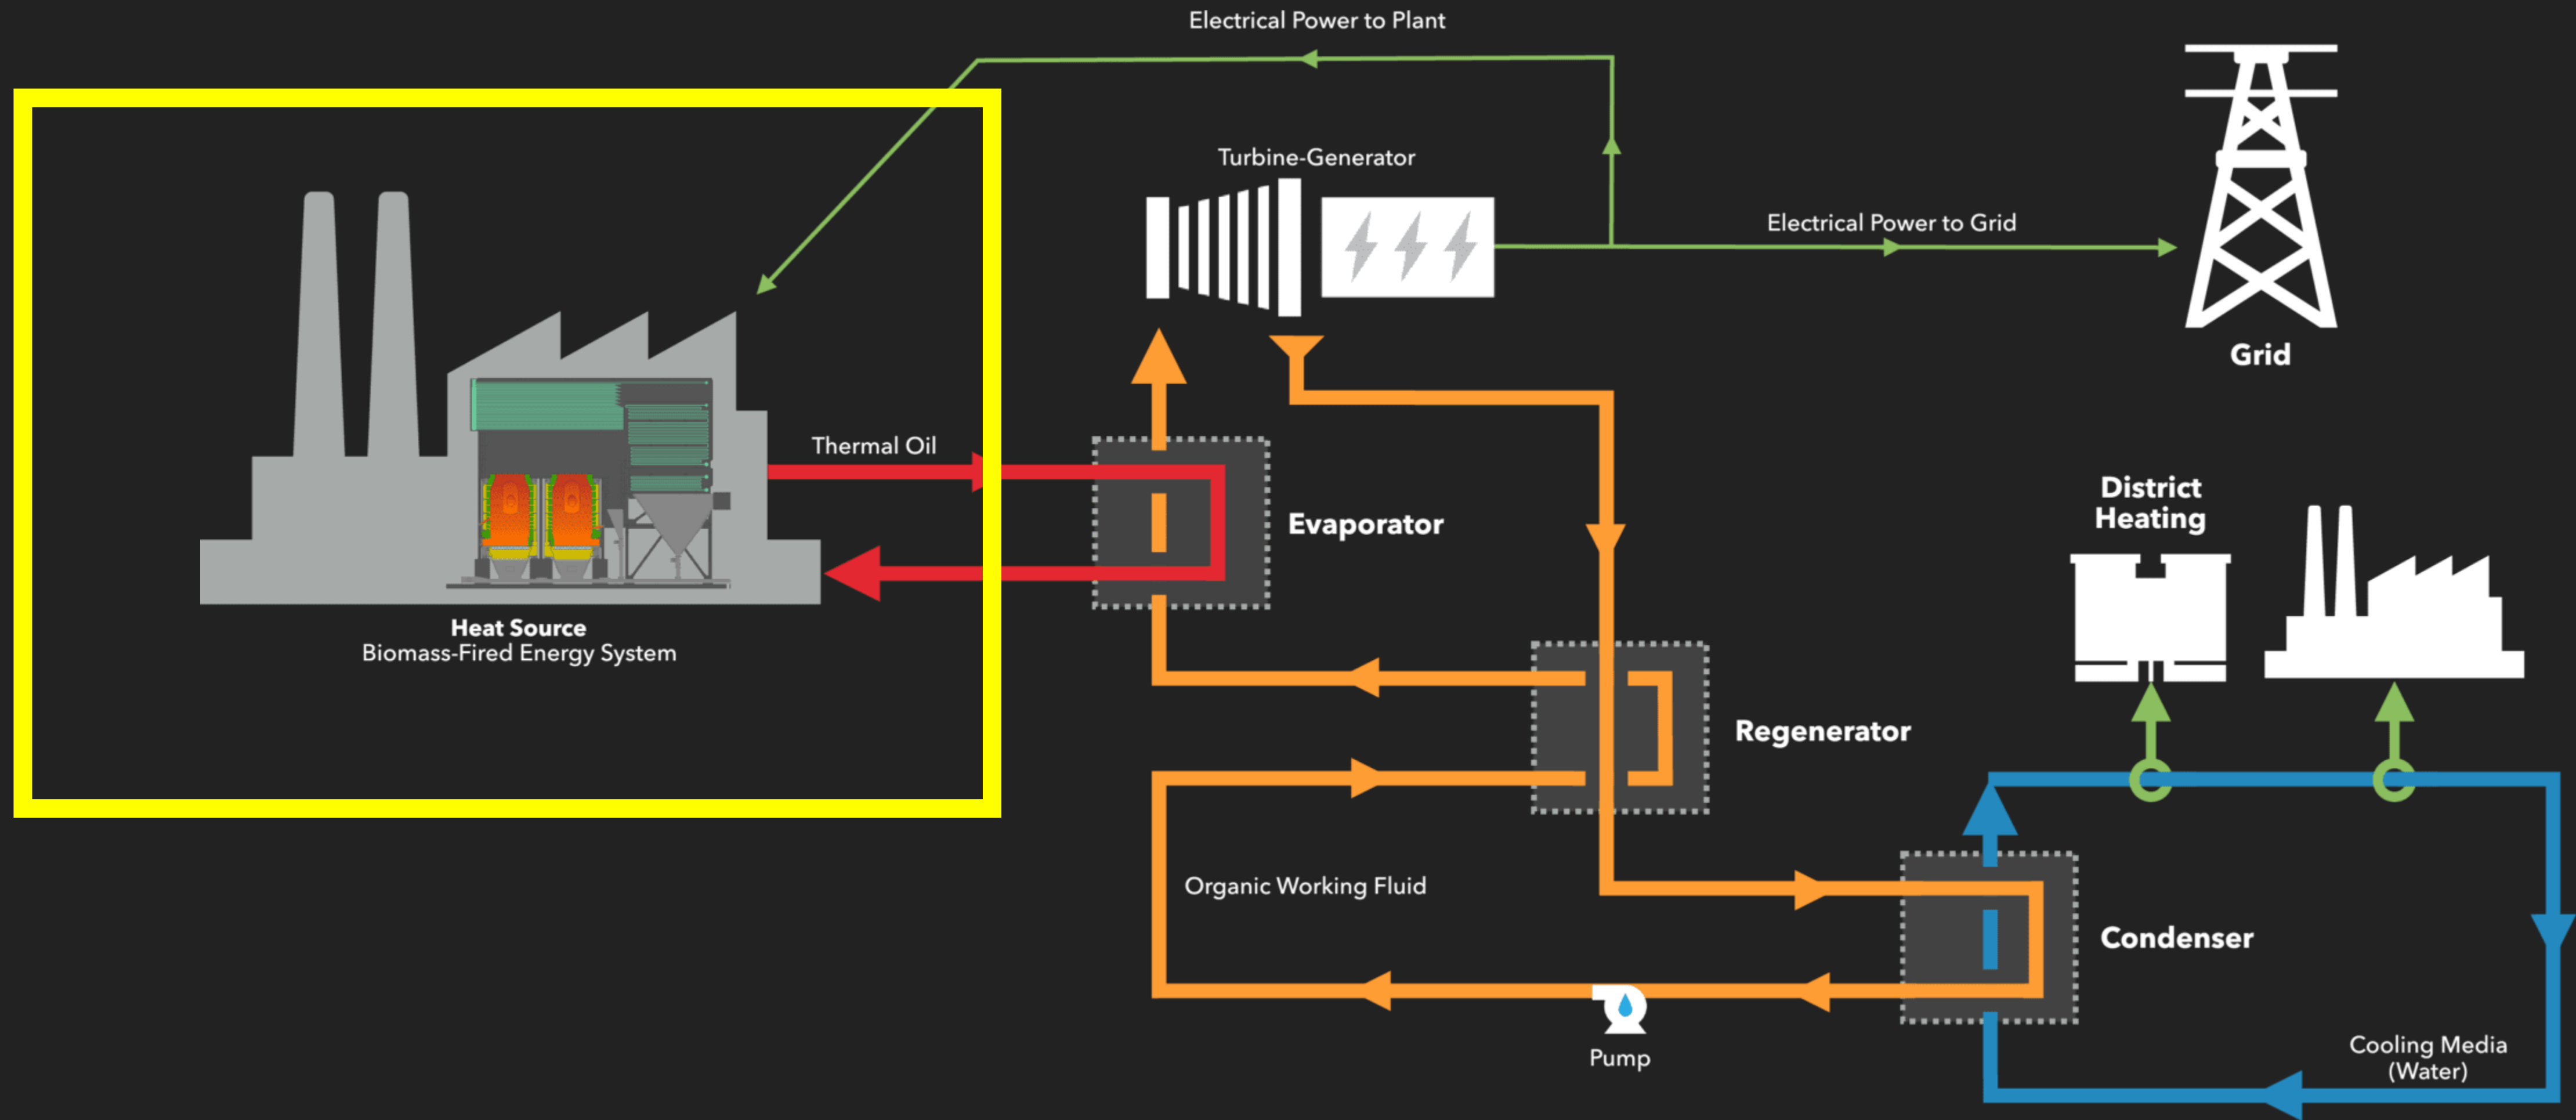 Electrical Power to Plant
Turbine-Generator
Electrical Power to Grid
Grid
Thermal Oil
Evaporator
District
Heating
Heat Source
Biomass-Fired Energy System
Regenerator
Organic Working Fluid
Condenser
Pump
Cooling Media
(Water)